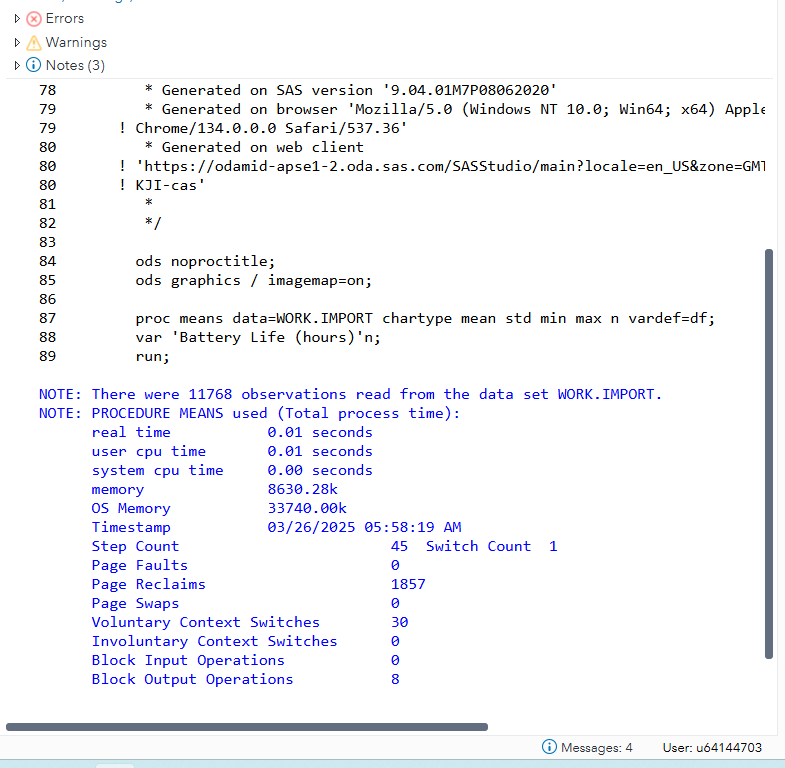 Errors
Warnings
Notes (3)
78 * Generated on SAS version '9.04.01M7P08062020'
79 * Generated on browser 'Mozilla/5.0 (Windows NT 10.0; Win64; x64) Apple
79 ! Chrome/134.0.0.0 Safari/537.36'
80 * Generated on web client
80 ! 'https://odamid-apse1-2.oda.sas.com/SASStudio/main?locale=en_US&zone=GMT
80 ! KJI-cas'
81 *
82 */
83
84 ods noproctitle;
85 ods graphics / imagemap=on;
86
87 proc means data=WORK.IMPORT chartype mean std min max n vardef=df;
88 var 'Battery Life (hours)'n;
89 run;
NOTE: There were 11768 observations read from the data set WORK.IMPORT.
NOTE: PROCEDURE MEANS used (Total process time):
real time 0.01 seconds
user cpu time 0.01 seconds
system cpu time 0.00 seconds
memory 8630.28k
OS Memory 33740.00k
Timestamp 03/26/2025 05:58:19 AM
Step Count 45 Switch Count 1
Page Faults 0
Page Reclaims 1857
Page Swaps 0
Voluntary Context Switches 30
Involuntary Context Switches 0
Block Input Operations 0
Block Output Operations 8
Messages: 4 User: u64144703